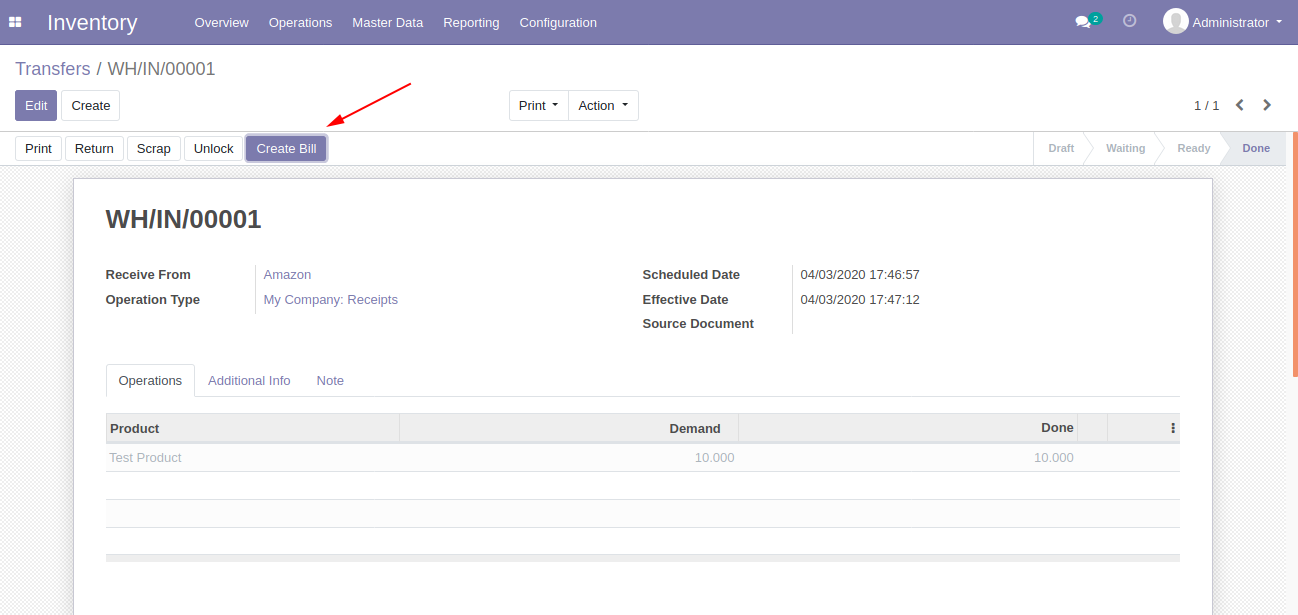 Inventory Overview Operations Master Data Reporting Configuration 2 Administrator
Transfers / WH/IN/00001
Edit Create Print Action 1 / 1
Print Return Scrap Unlock Create Bill Draft Waiting Ready Done
WH/IN/00001
Receive From Amazon Scheduled Date 04/03/2020 17:46:57
Operation Type My Company: Receipts Effective Date 04/03/2020 17:47:12
Source Document
Operations Additional Info Note
Product Demand Done
Test Product 10.000 10.000